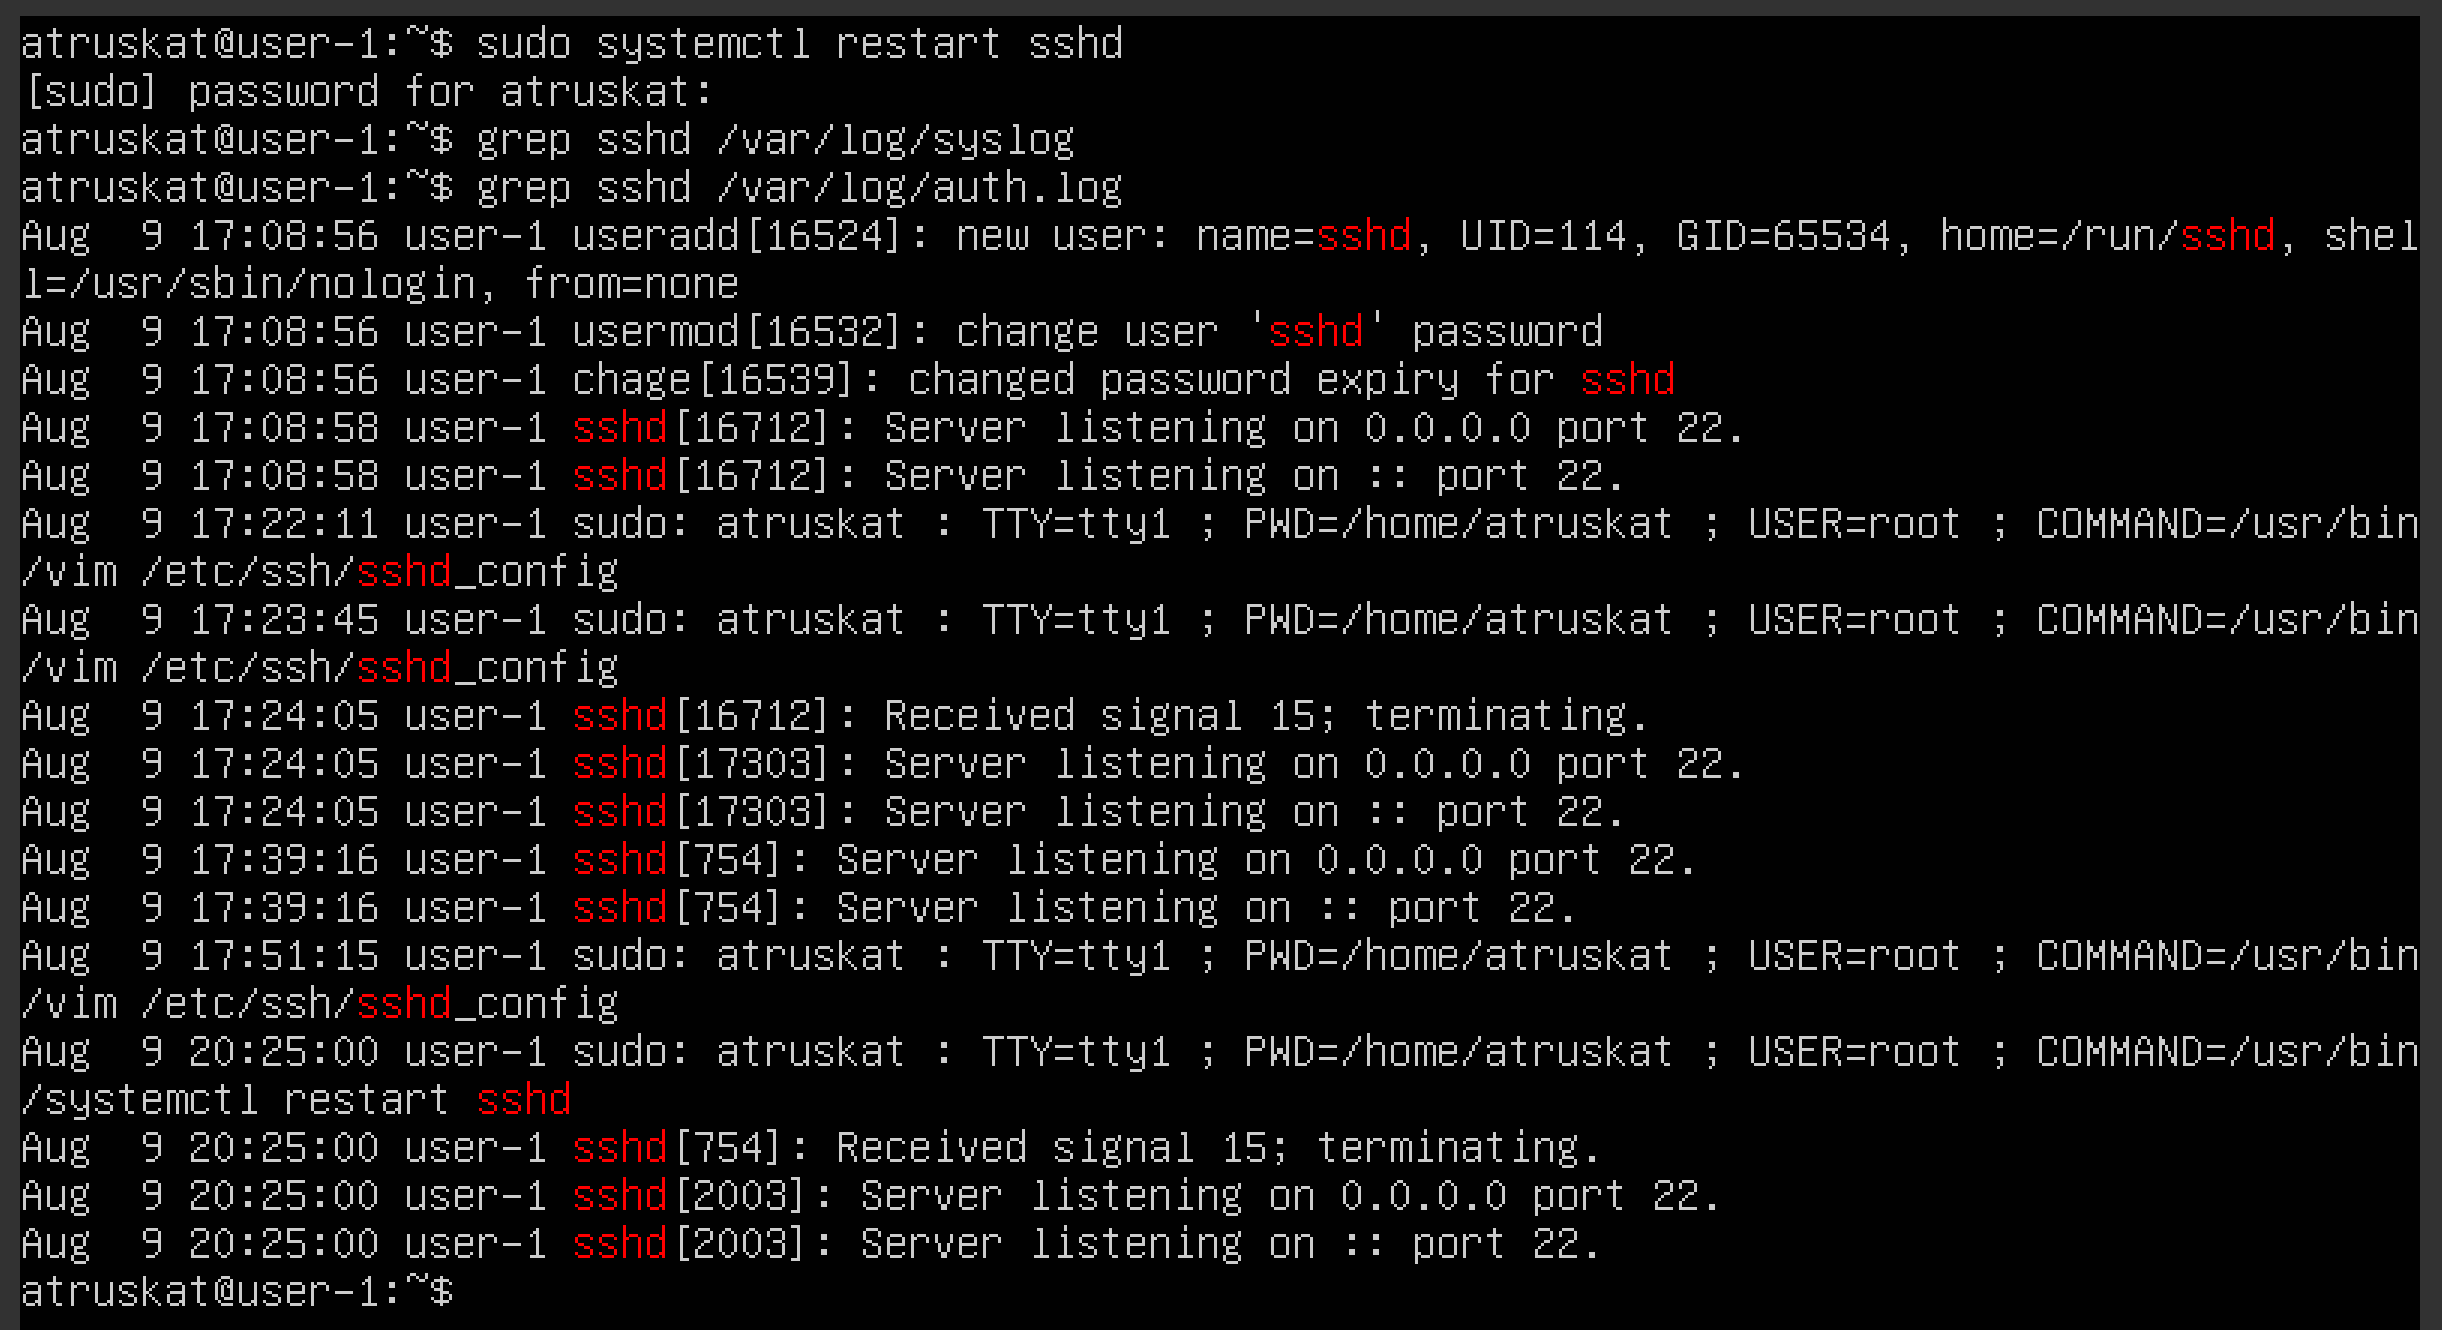 atruskat@user-1:~$ sudo systemctl restart sshd
[sudo] password for atruskat:
atruskat@user-1:~$ grep sshd /var/log/syslog
atruskat@user-1:~$ grep sshd /var/log/auth.log
Aug  9 17:08:56 user-1 useradd[16524]: new user: name=sshd, UID=114, GID=65534, home=/run/sshd, shel
l=/usr/sbin/nologin, from=none
Aug  9 17:08:56 user-1 usermod[16532]: change user 'sshd' password
Aug  9 17:08:56 user-1 chage[16539]: changed password expiry for sshd
Aug  9 17:08:58 user-1 sshd[16712]: Server listening on 0.0.0.0 port 22.
Aug  9 17:08:58 user-1 sshd[16712]: Server listening on :: port 22.
Aug  9 17:22:11 user-1 sudo: atruskat : TTY=tty1 ; PWD=/home/atruskat ; USER=root ; COMMAND=/usr/bin
/vim /etc/ssh/sshd_config
Aug  9 17:23:45 user-1 sudo: atruskat : TTY=tty1 ; PWD=/home/atruskat ; USER=root ; COMMAND=/usr/bin
/vim /etc/ssh/sshd_config
Aug  9 17:24:05 user-1 sshd[16712]: Received signal 15; terminating.
Aug  9 17:24:05 user-1 sshd[17303]: Server listening on 0.0.0.0 port 22.
Aug  9 17:24:05 user-1 sshd[17303]: Server listening on :: port 22.
Aug  9 17:39:16 user-1 sshd[754]: Server listening on 0.0.0.0 port 22.
Aug  9 17:39:16 user-1 sshd[754]: Server listening on :: port 22.
Aug  9 17:51:15 user-1 sudo: atruskat : TTY=tty1 ; PWD=/home/atruskat ; USER=root ; COMMAND=/usr/bin
/vim /etc/ssh/sshd_config
Aug  9 20:25:00 user-1 sudo: atruskat : TTY=tty1 ; PWD=/home/atruskat ; USER=root ; COMMAND=/usr/bin
/systemctl restart sshd
Aug  9 20:25:00 user-1 sshd[754]: Received signal 15; terminating.
Aug  9 20:25:00 user-1 sshd[2003]: Server listening on 0.0.0.0 port 22.
Aug  9 20:25:00 user-1 sshd[2003]: Server listening on :: port 22.
atruskat@user-1:~$